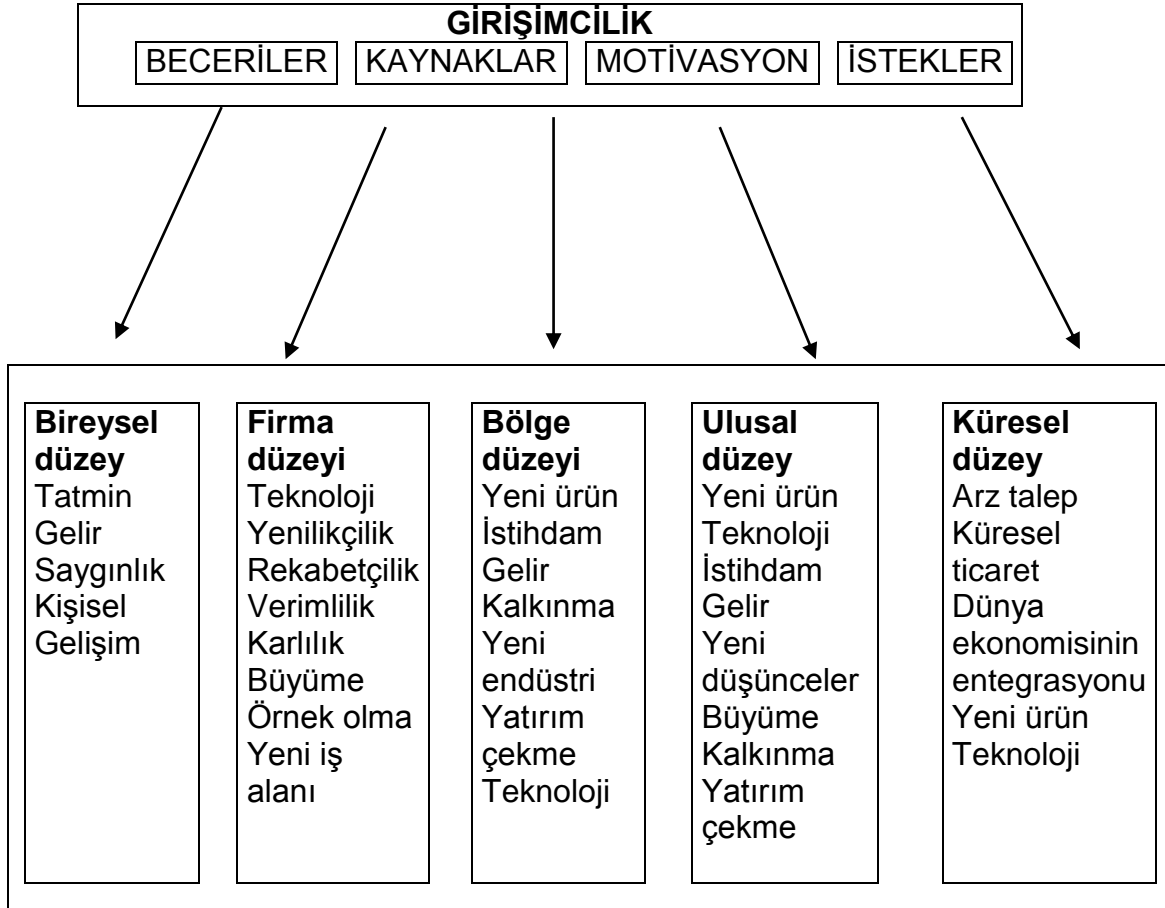 GİRİŞİMCİLİK
BECERİLER
KAYNAKLAR
MOTİVASYON
İSTEKLER
Bireysel
düzey
Tatmin
Gelir
Saygınlık
Kişisel
Gelişim
Firma
düzeyi
Teknoloji
Yenilikçilik
Rekabetçilik
Verimlilik
Karlılık
Büyüme
Örnek olma
Yeni iş
alanı
Bölge
düzeyi
Yeni ürün
İstihdam
Gelir
Kalkınma
Yeni
endüstri
Yatırım
çekme
Teknoloji
Ulusal
düzey
Yeni ürün
Teknoloji
İstihdam
Gelir
Yeni
düşünceler
Büyüme
Kalkınma
Yatırım
çekme
Küresel
düzey
Arz talep
Küresel
ticaret
Dünya
ekonomisinin
entegrasyonu
Yeni ürün
Teknoloji